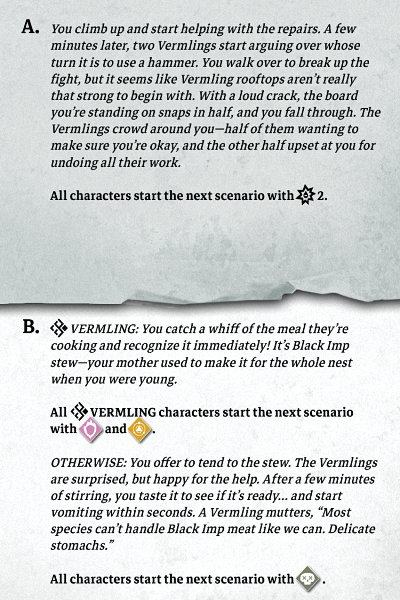 A. You climb up and start helping with the repairs. A few
minutes later, two Vermlings start arguing over whose
turn it is to use a hammer. You walk over to break up the
fight, but it seems like Vermling rooftops aren't really
that strong to begin with. With a loud crack, the board
you're standing on snaps in half, and you fall through. The
Vermlings crowd around you—half of them wanting to
make sure you're okay, and the other half upset at you for
undoing all their work.
All characters start the next scenario with 2.
B. VERMLING: You catch a whiff of the meal they're
cooking and recognize it immediately! It's Black Imp
stew—your mother used to make it for the whole nest
when you were young.
All VERMLING characters start the next scenario
with and .
OTHERWISE: You offer to tend to the stew. The Vermlings
are surprised, but happy for the help. After a few minutes
of stirring, you taste it to see if it's ready... and start
vomiting within seconds. A Vermling mutters, "Most
species can't handle Black Imp meat like we can. Delicate
stomachs."
All characters start the next scenario with .